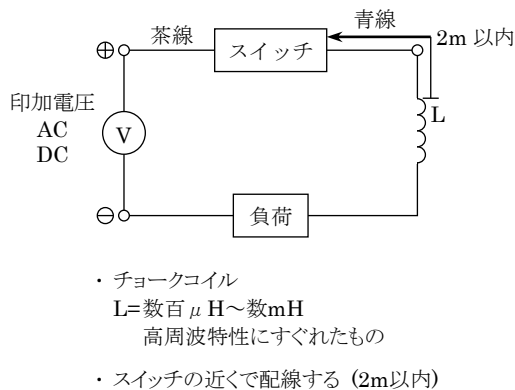 青線
茶線
スイッチ
2m 以内
⊕
印加電圧
AC
DC
V
L
⊖
負荷
・ チョークコイル
L=数百μH～数mH
高周波特性にすぐれたもの
・ スイッチの近くで配線する (2m以内)